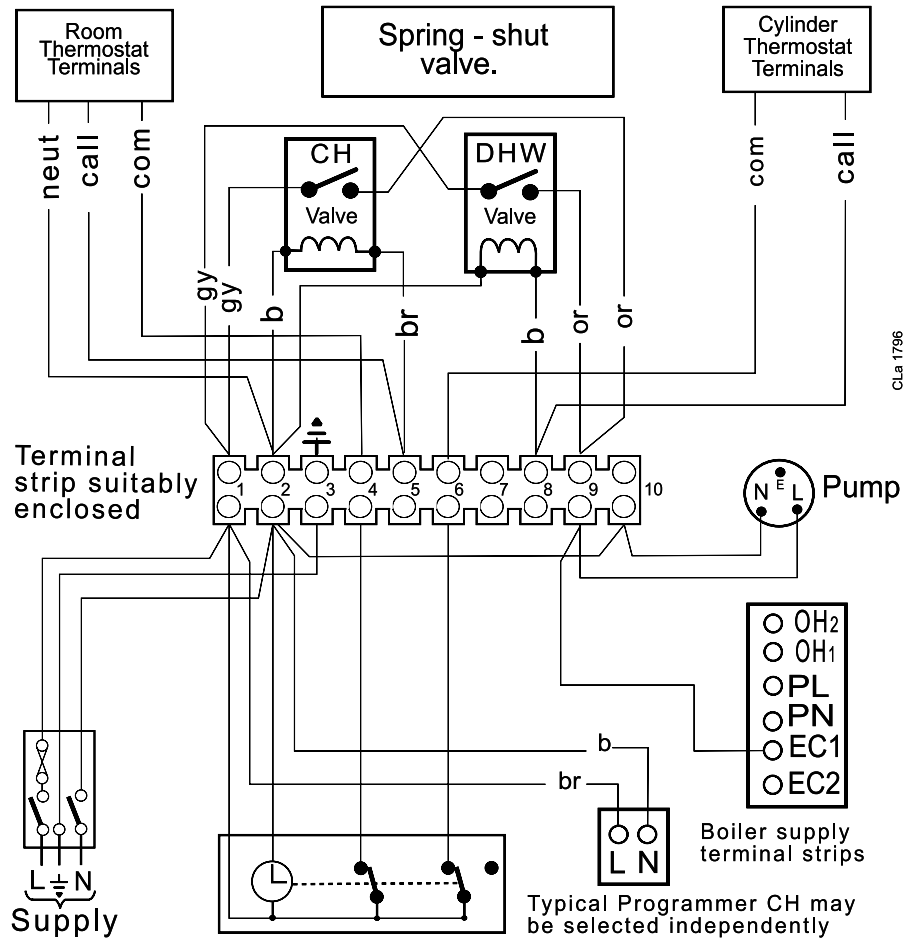 Room
Thermostat
Terminals
Spring - shut
valve.
Cylinder
Thermostat
Terminals
neut
call
com
com
call
CH
Valve
DHW
Valve
gy
gy
b
br
b
or
or
CLa 1796
Terminal
strip suitably
enclosed
1 2 3 4 5 6 7 8 9 10
N E L
Pump
OH2
OH1
PL
PN
EC1
EC2
b
br
L N
Boiler supply
terminal strips
L N
Supply
Typical Programmer CH may
be selected independently